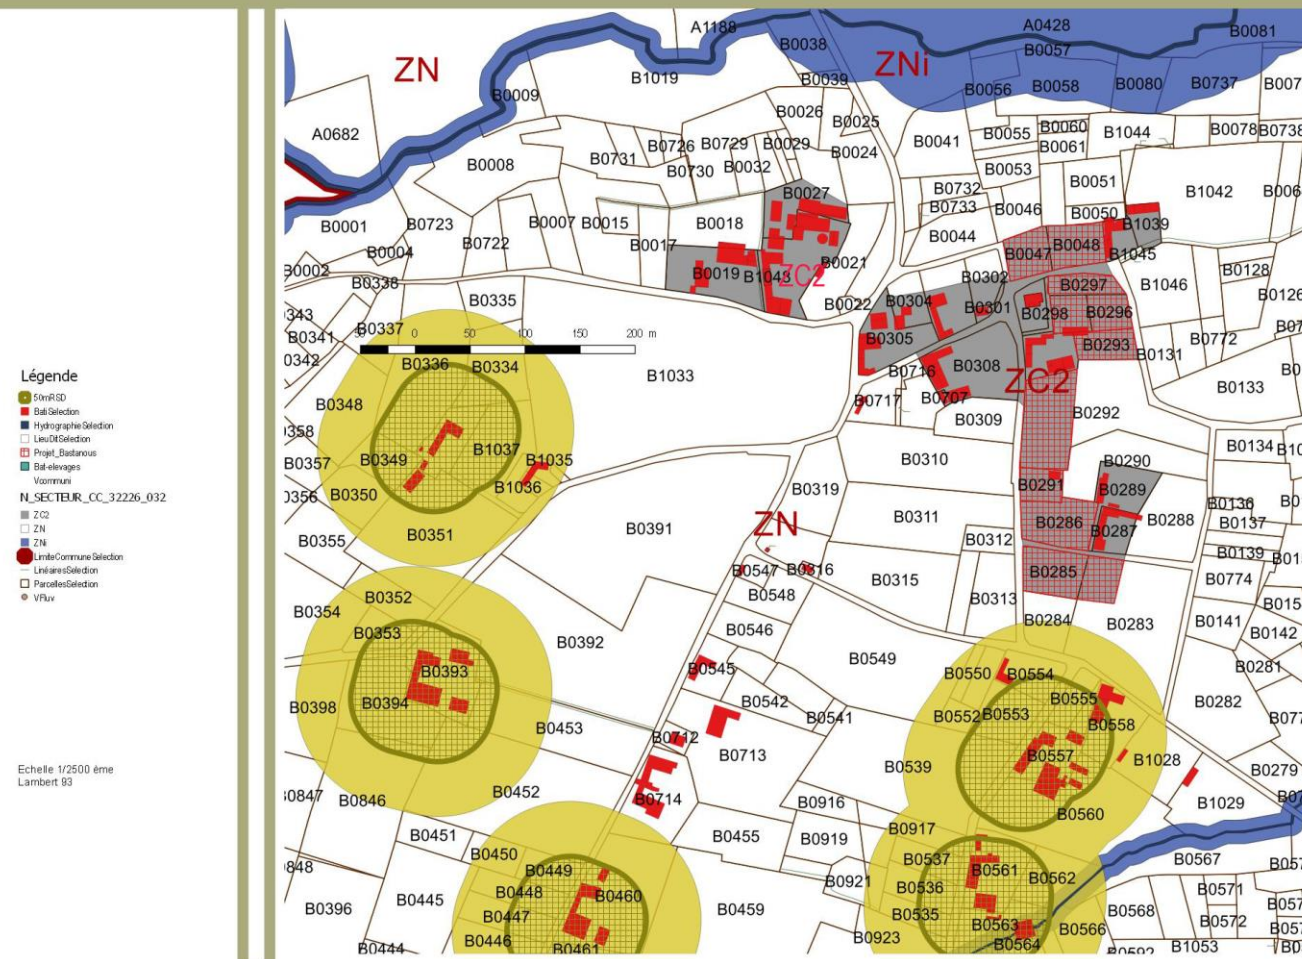 A1188
A0428
B0081
B0038
B0057
ZN
ZNi
B1019
B0039
B0056
B0058
B0080
B0737
B007
B0009
B0026
B0025
A0682
B0041
B0055
B0060
B1044
B0078
B0738
B0726
B0729
B0029
B0061
B0731
B0024
B0008
B0730
B0032
B0053
B0051
B1042
B006
B0027
B0732
B0733
B0046
B0050
B0001
B0723
B0007
B0015
B0018
B1039
B0722
B0017
B0044
B0047
B0048
B0004
B1045
B0002
B0019
B1043
ZC2
B0021
B0302
B0128
B0338
B0297
B1046
B0126
B0335
B0022
B0304
B0301
B0298
B0296
B0337
B0341
0 50 100 150 200 m
B0305
B0293
B0772
B0131
B0336
B0334
B0716
B0308
ZC2
B1033
B0133
B0717
B0707
B0348
B0309
B0292
Légende
50mRSD
BatiSelection
HydrographieSelection
LieuDitSelection
Projet_Bastanous
Bat-elevages
Vcommuni
N_SECTEUR_CC_32226_032
ZC2
ZN
ZNi
LimiteCommuneSelection
LinéairesSelection
ParcellesSelection
VFluv
B0349
B1037
B1035
B0310
B0134
B0357
B0290
B1036
B0319
B0291
B0289
B0350
B0136
B0391
ZN
B0311
B0286
B0287
B0288
B0137
B0351
B0355
B0312
B0139
B0547
B0316
B0315
B0285
B0774
B0352
B0548
B0313
B0354
B0141
B0353
B0546
B0284
B0283
B0142
B0392
B0549
B0281
B0393
B0545
B0550
B0554
B0394
B0542
B0555
B0282
B0398
B0541
B0552
B0553
B0558
B0453
B0712
B0713
B0557
B1028
B0539
B0279
Echelle 1/2500 éme
Lambert 93
B0846
B0452
B0714
B0916
B1029
B0560
B0451
B0455
B0919
B0917
B0450
B0537
B0567
B0449
B0561
B0921
B0562
B0448
B0460
B0536
B0571
B0445
B0396
B0447
B0459
B0535
B0568
B0572
B0563
B0566
B0446
B0923
B0444
B0461
B0564
B0592
B1053